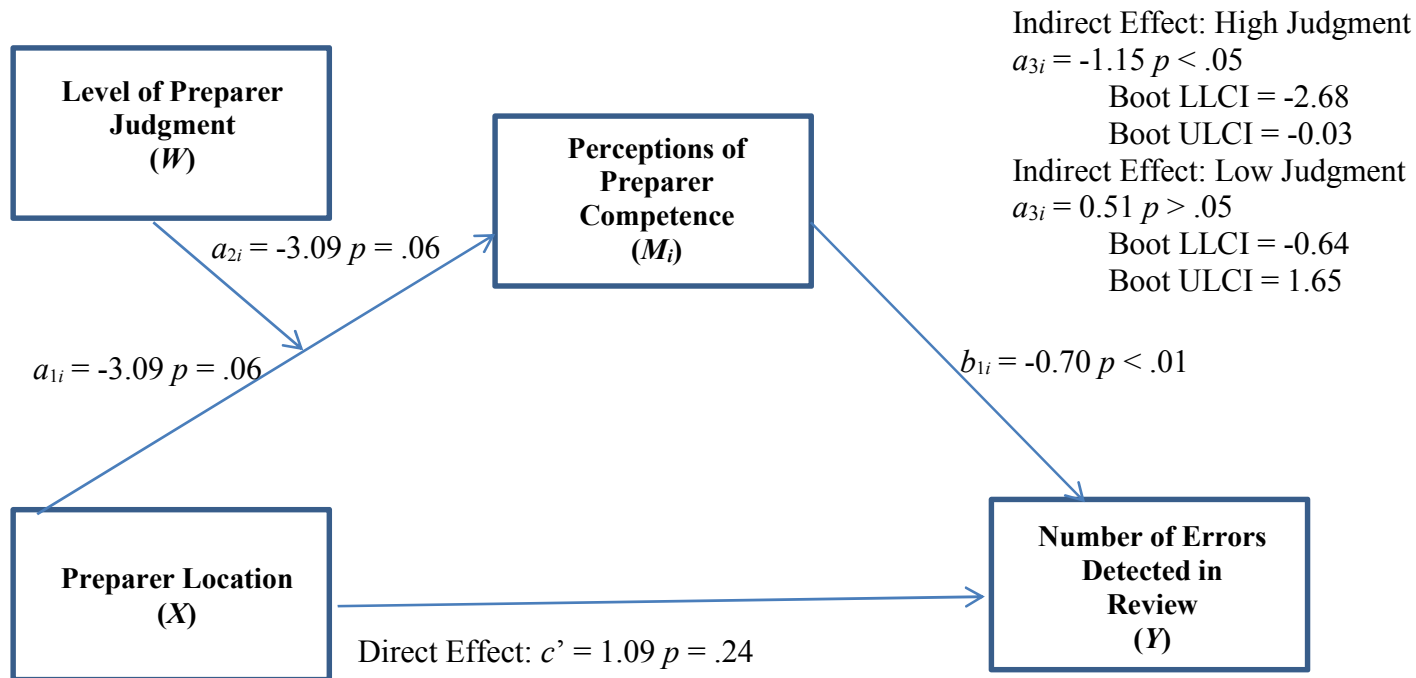 Level of Preparer
Judgment
(W)
Perceptions of
Preparer
Competence
(Mi)
Indirect Effect: High Judgment
a3i = -1.15 p < .05
Boot LLCI = -2.68
Boot ULCI = -0.03
Indirect Effect: Low Judgment
a3i = 0.51 p > .05
Boot LLCI = -0.64
Boot ULCI = 1.65
a2i = -3.09 p = .06
a1i = -3.09 p = .06
b1i = -0.70 p < .01
Preparer Location
(X)
Direct Effect: c’ = 1.09 p = .24
Number of Errors
Detected in
Review
(Y)